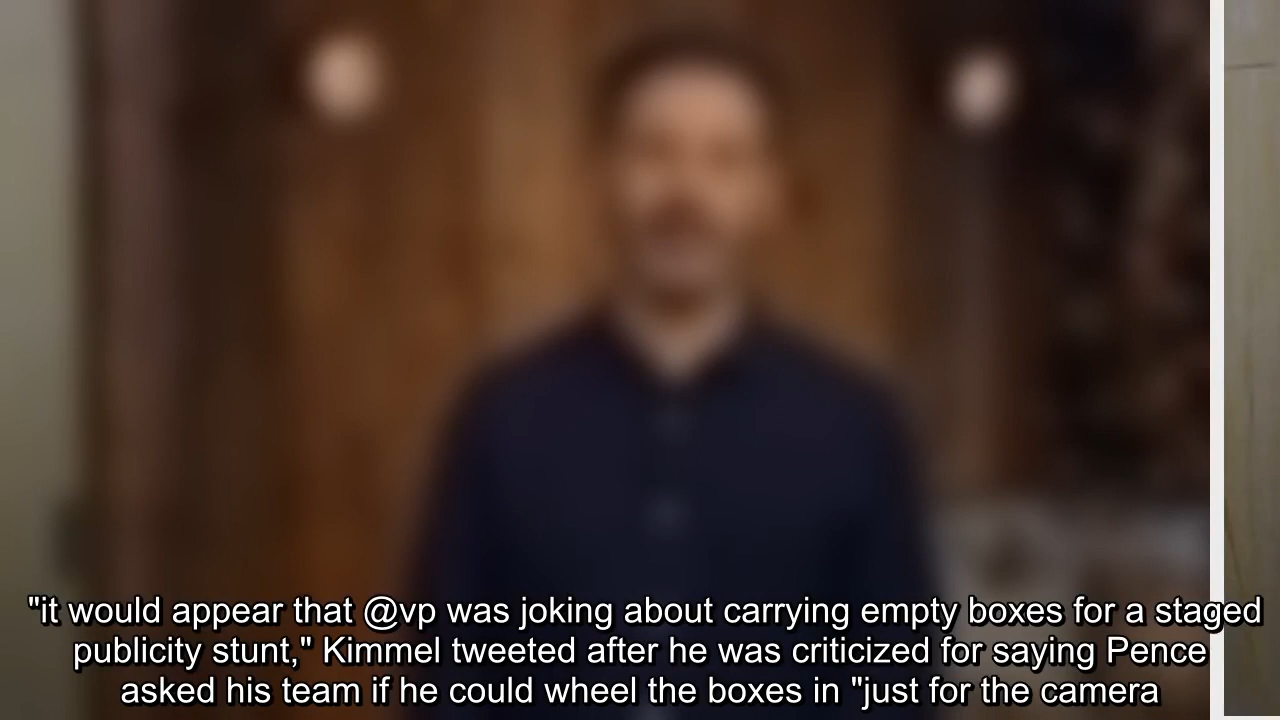 "it would appear that @vp was joking about carrying empty boxes for a staged
publicity stunt," Kimmel tweeted after he was criticized for saying Pence
asked his team if he could wheel the boxes in "just for the camera